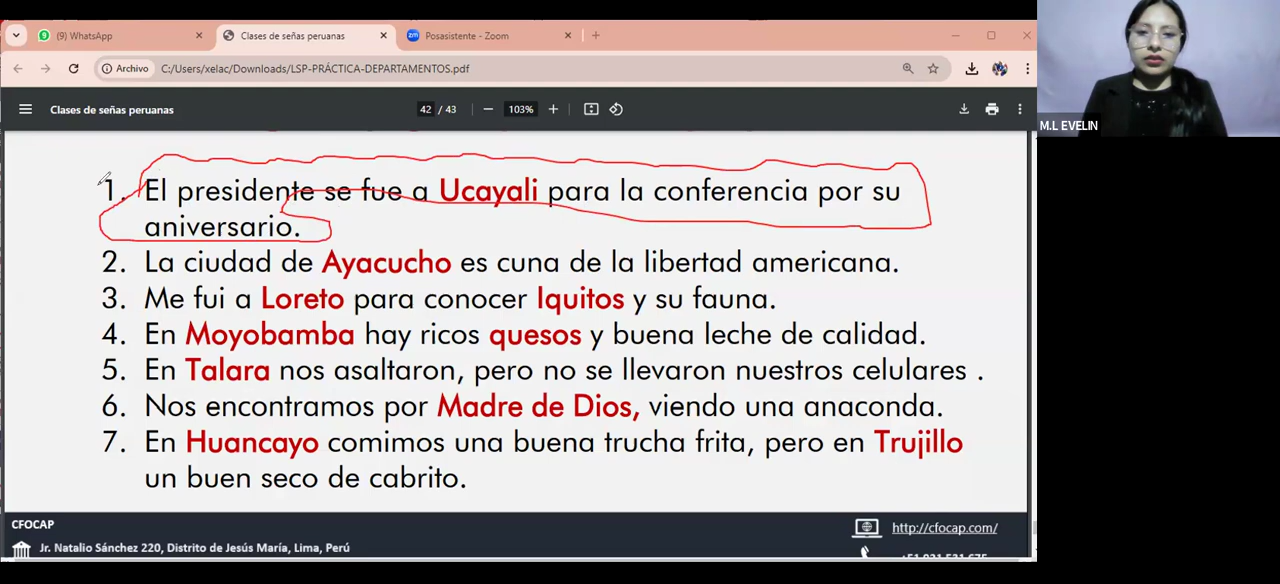 (9) WhatsApp
Clases de señas peruanas
Posasistente - Zoom
Archivo
C:/Users/xelac/Downloads/LSP-PRÁCTICA-DEPARTAMENTOS.pdf
Clases de señas peruanas
42 / 43
103%
M.L EVELIN
1. El presidente se fue a Ucayali para la conferencia por su
aniversario.
2. La ciudad de Ayacucho es cuna de la libertad americana.
3. Me fui a Loreto para conocer Iquitos y su fauna.
4. En Moyobamba hay ricos quesos y buena leche de calidad.
5. En Talara nos asaltaron, pero no se llevaron nuestros celulares .
6. Nos encontramos por Madre de Dios, viendo una anaconda.
7. En Huancayo comimos una buena trucha frita, pero en Trujillo
un buen seco de cabrito.
CFOCAP
http://cfocap.com/
Jr. Natalio Sánchez 220, Distrito de Jesús María, Lima, Perú